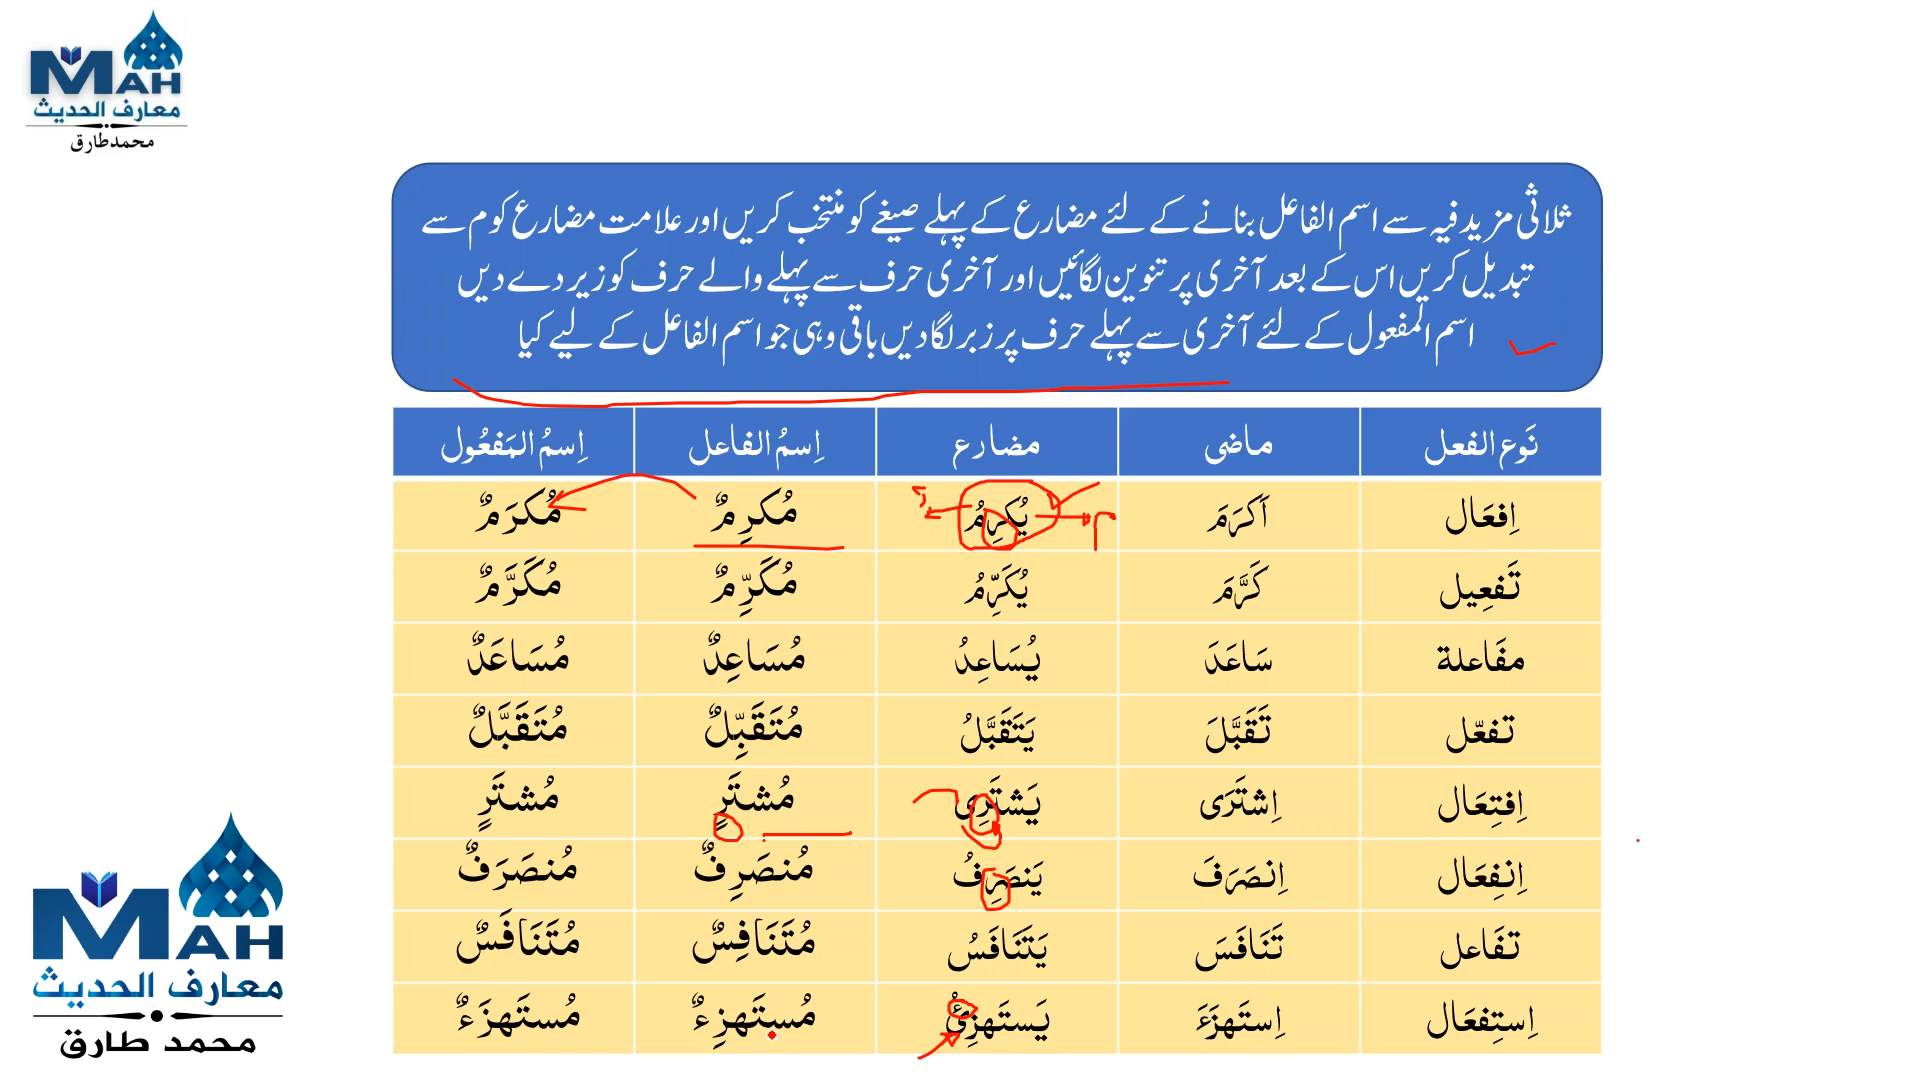 MAH
معارف الحدیث
محمد طارق
ثلاثی مزید فیہ سے اسم الفاعل بنانے کے لئے مضارع کے پہلے صیغے کو منتخب کریں اور علامت مضارع کو م سے
تبدیل کریں اس کے بعد آخری پر تنوین لگائیں اور آخری حرف سے پہلے والے حرف کو زیر دے دیں
اسم المفعول کے لئے آخری سے پہلے حرف پر زبر لگا دیں باقی وہی جو اسم الفاعل کے لیے کیا
نَوع الفعل ماضی مضارع اِسمُ الفاعل اِسمُ المَفعُول
اِفعَال اَکرَمَ یُکرِمُ مُکرِمٌ مُکرَمٌ
تَفعِیل کَرَّمَ یُکَرِّمُ مُکَرِّمٌ مُکَرَّمٌ
مفَاعلة سَاعَدَ یُسَاعِدُ مُسَاعِدٌ مُسَاعَدٌ
تفعّل تَقَبَّلَ یَتَقَبَّلُ مُتَقَبِّلٌ مُتَقَبَّلٌ
اِفتِعَال اِشتَرَی یَشتَرِی مُشتَرٍ مُشتَرٍ
اِنْفِعَال اِنصَرَفَ یَنصَرِفُ مُنصَرِفٌ مُنصَرَفٌ
تفَاعل تَنَافَسَ یَتَنَافَسُ مُتَنَافِسٌ مُتَنَافَسٌ
اِستِفعَال اِستَهزَءَ یَستَهزِئُ مُستَهزِءٌ مُستَهزَءٌ
MAH
معارف الحدیث
محمد طارق